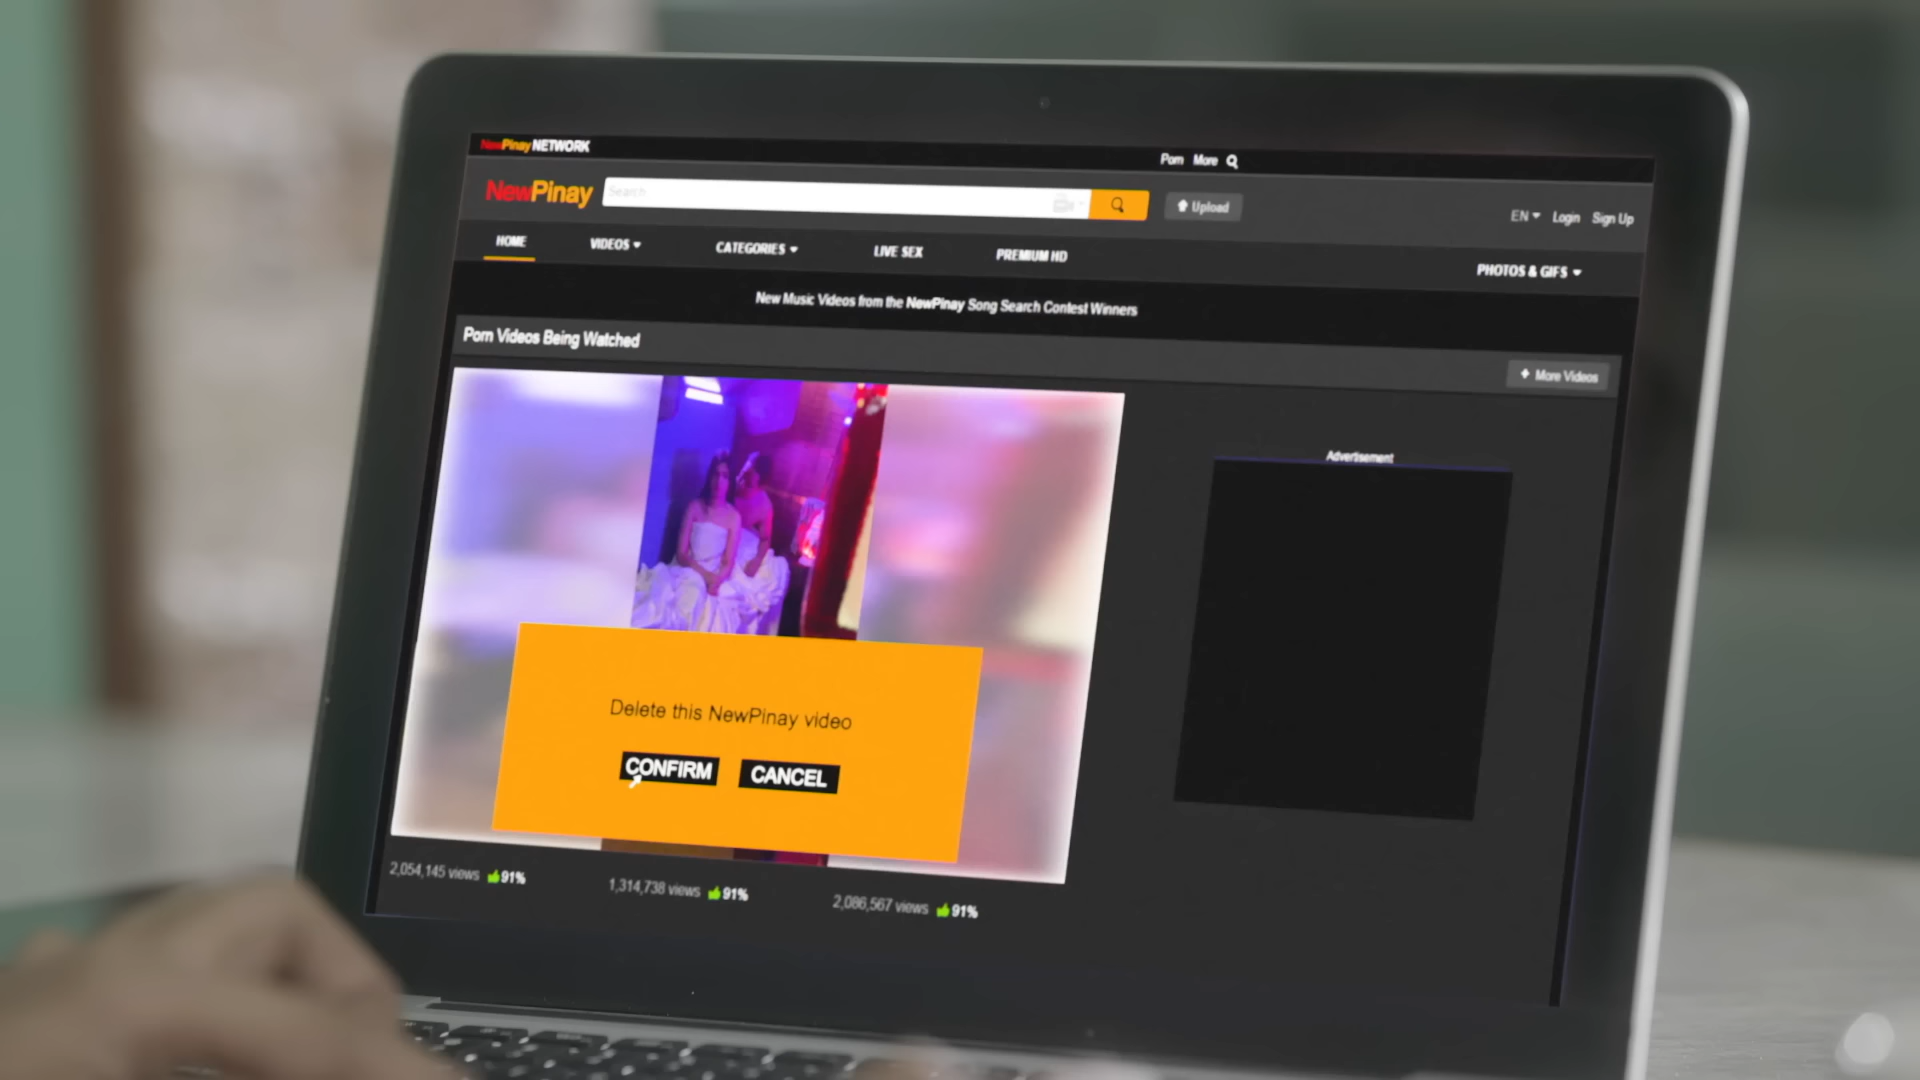 NewPinay NETWORK
Porn More
NewPinay
Search
Upload
EN Login Sign Up
HOME VIDEOS CATEGORIES LIVE SEX PREMIUM HD PHOTOS & GIFS
New Music Videos from the NewPinay Song Search Contest Winners
Porn Videos Being Watched
More Videos
Advertisement
Delete this NewPinay video
CONFIRM CANCEL
2,054,145 views 91%
1,314,738 views 91%
2,086,567 views 91%